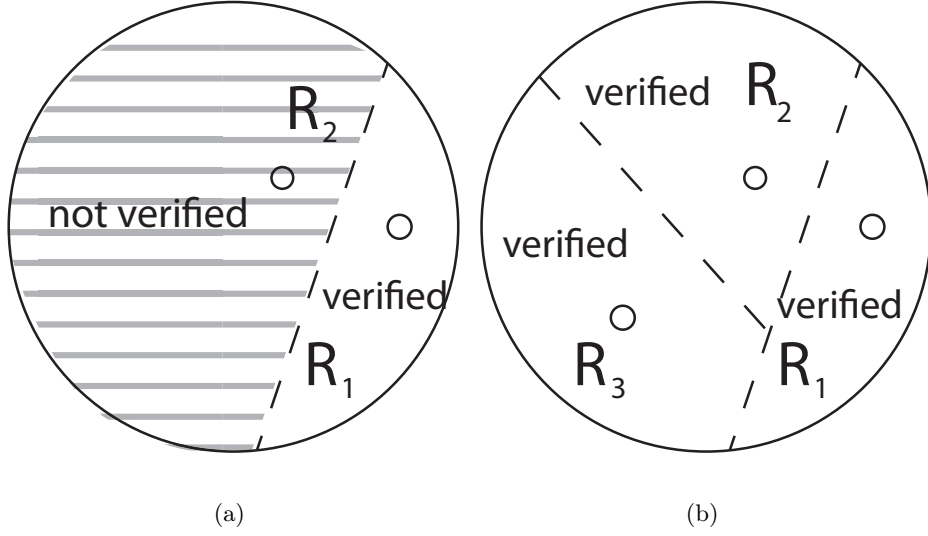 R2
not verified
verified
R1
(a)
verified R2
verified
verified
R3
R1
(b)